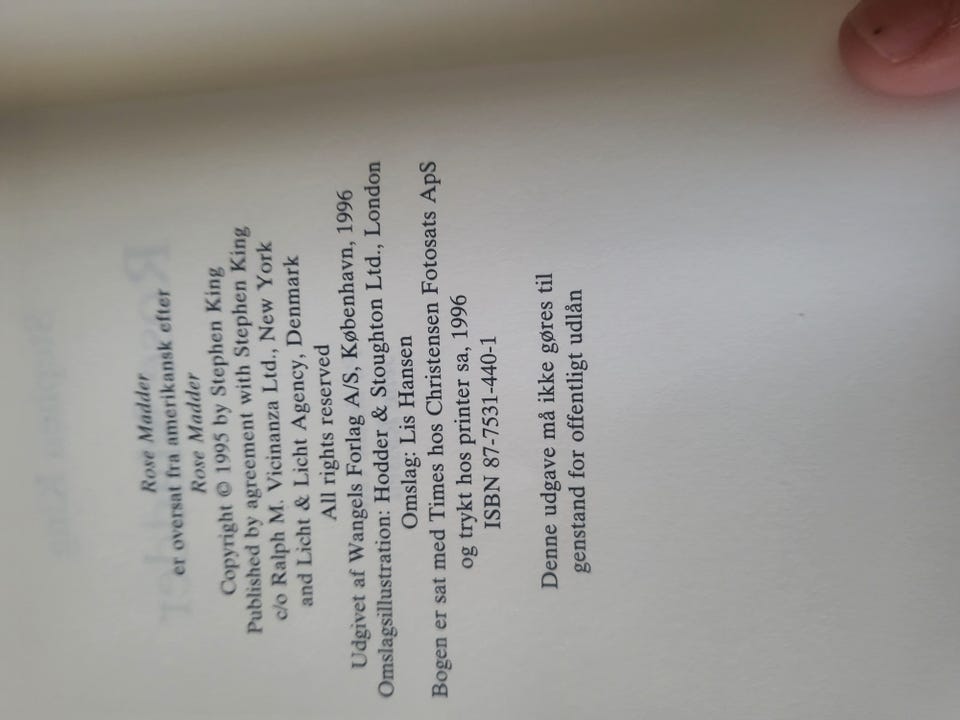 Rose Madder
er oversat fra amerikansk efter
Rose Madder
Copyright © 1995 by Stephen King
Published by agreement with Stephen King
c/o Ralph M. Vicinanza Ltd., New York
and Licht & Licht Agency, Denmark
All rights reserved
Udgivet af Wangels Forlag A/S, København, 1996
Omslagsillustration: Hodder & Stoughton Ltd., London
Omslag: Lis Hansen
Bogen er sat med Times hos Christensen Fotosats ApS
og trykt hos printer sa, 1996
ISBN 87-7531-440-1
Denne udgave må ikke gøres til
genstand for offentligt udlån